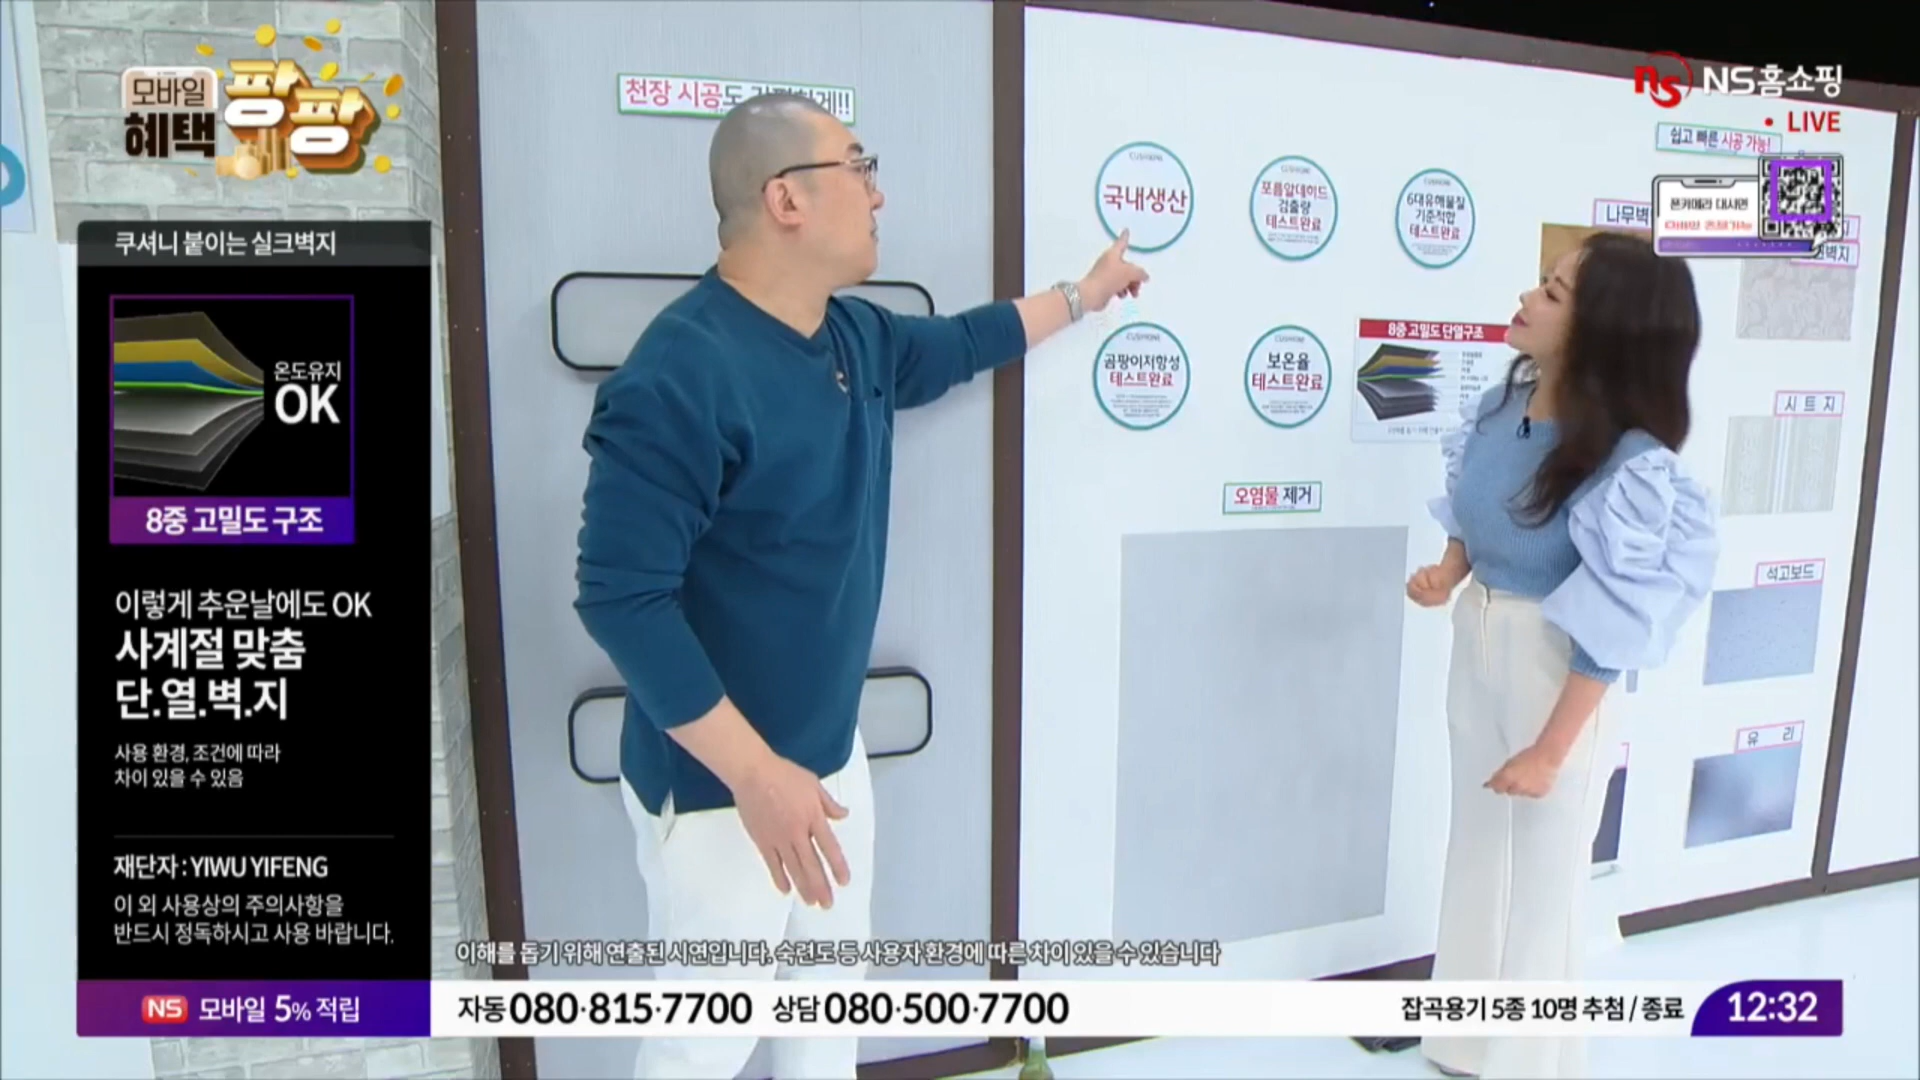 모바일
혜택
팡팡
쿠셔니 붙이는 실크벽지
온도유지
OK
8중 고밀도 구조
이렇게 추운날에도 OK
사계절 맞춤
단.열.벽.지
사용 환경, 조건에 따라
차이 있을 수 있음
재단자 : YIWU YIFENG
이 외 사용상의 주의사항을
반드시 정독하시고 사용 바랍니다.
천장 시공도
국내생산
포름알데이드
검출량
테스트완료
6대유해물질
기준적합
테스트완료
곰팡이저항성
테스트완료
보온율
테스트완료
8중 고밀도 단열구조
오염물 제거
NS홈쇼핑
LIVE
쉽고 빠른 시공 가능!
폰카메라 대시면
나무벽
시 트 지
석고보드
유 리
이해를 돕기 위해 연출된 시연입니다. 숙련도 등 사용자 환경에 따른 차이 있을 수 있습니다
NS 모바일 5% 적립
자동 080·815·7700 상담 080·500·7700
잡곡용기 5종 10명 추첨 / 종료
12:32